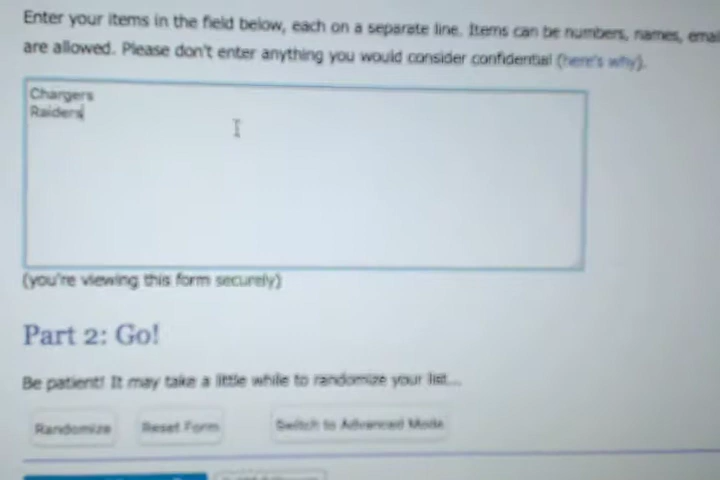 Enter your items in the field below, each on a separate line. Items can be numbers, names, email
are allowed. Please don't enter anything you would consider confidential (here's why).
Chargers
Raiders
(you're viewing this form securely)
Part 2: Go!
Be patient! It may take a little while to randomize your list...
Randomize Reset Form Switch to Advanced Mode